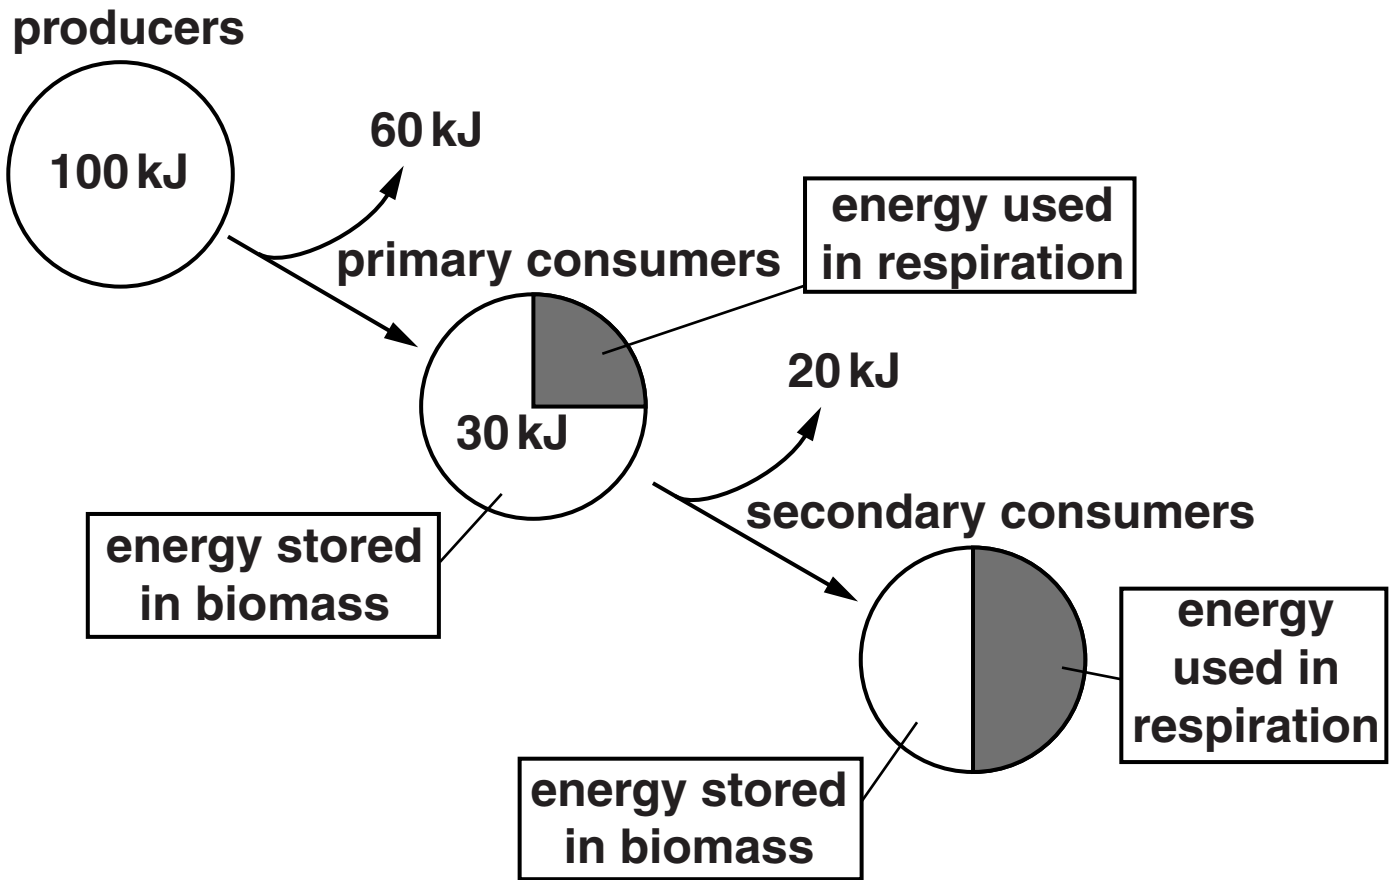 producers
100 kJ
60 kJ
primary consumers
energy used
in respiration
30 kJ
20 kJ
energy stored
in biomass
secondary consumers
energy
used in
respiration
energy stored
in biomass